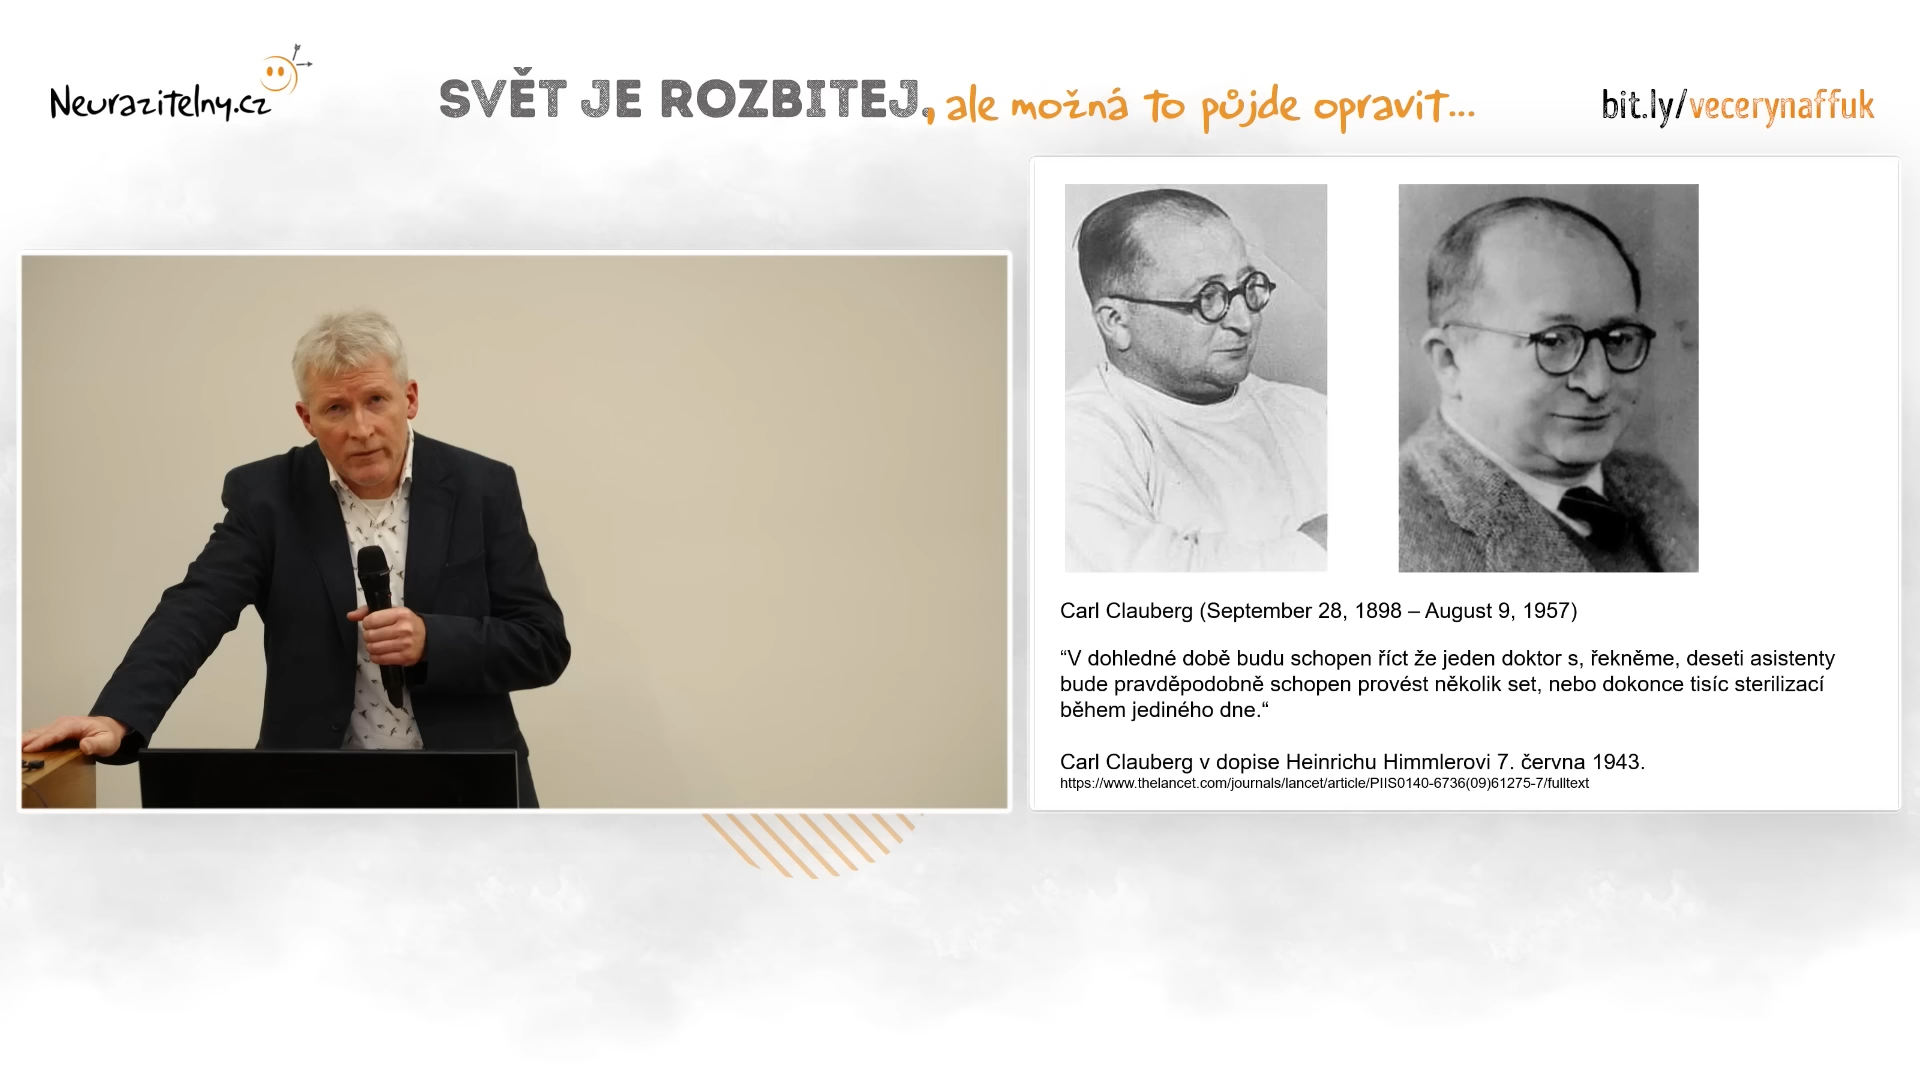 Neurazitelny.cz
SVĚT JE ROZBITEJ, ale možná to půjde opravit...
bit.ly/vecerynaffuk
Carl Clauberg (September 28, 1898 – August 9, 1957)
“V dohledné době budu schopen říct že jeden doktor s, řekněme, deseti asistenty
bude pravděpodobně schopen provést několik set, nebo dokonce tisíc sterilizací
během jediného dne.“
Carl Clauberg v dopise Heinrichu Himmlerovi 7. června 1943.
https://www.thelancet.com/journals/lancet/article/PIIS0140-6736(09)61275-7/fulltext